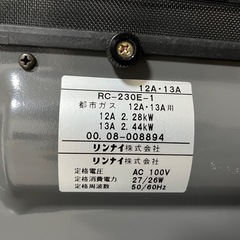 12A・13A
RC-230E-1
都市ガス 12A・13A用
12A 2.28kW
13A 2.44kW
00.08-008894
リンナイ株式会社
リンナイ株式会社
定格電圧 AC 100V
定格消費電力 27/26W
定格周波数 50/60Hz